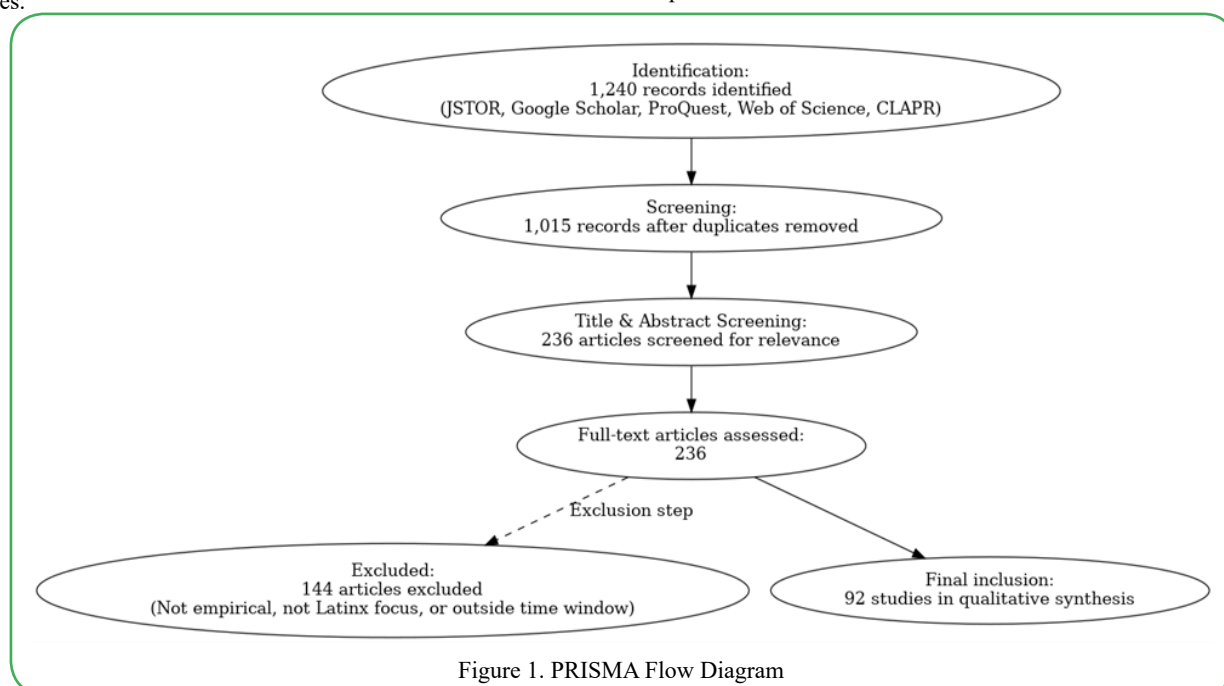 es.
Identification:
1,240 records identified
(JSTOR, Google Scholar, ProQuest, Web of Science, CLAPR)
Screening:
1,015 records after duplicates removed
Title & Abstract Screening:
236 articles screened for relevance
Full-text articles assessed:
236
Exclusion step
Excluded:
144 articles excluded
(Not empirical, not Latinx focus, or outside time window)
Final inclusion:
92 studies in qualitative synthesis
Figure 1. PRISMA Flow Diagram